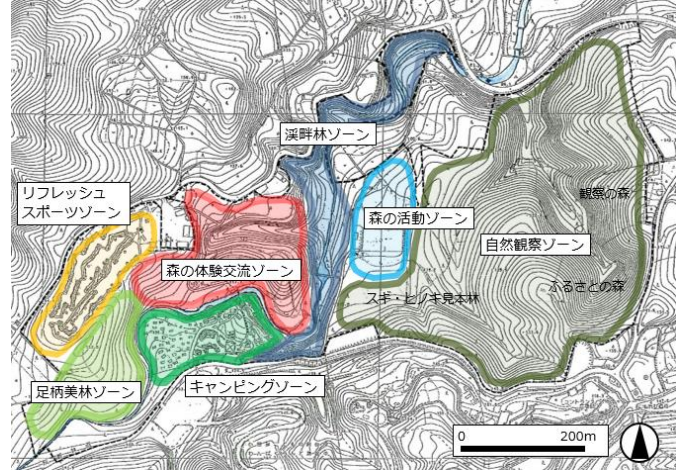 渓畔林ゾーン
リフレッシュ
スポーツゾーン
観察の森
森の活動ゾーン
自然観察ゾーン
森の体験交流ゾーン
ふるさとの森
スギ・ヒノキ見本林
足柄美林ゾーン
キャンピングゾーン
0 200m